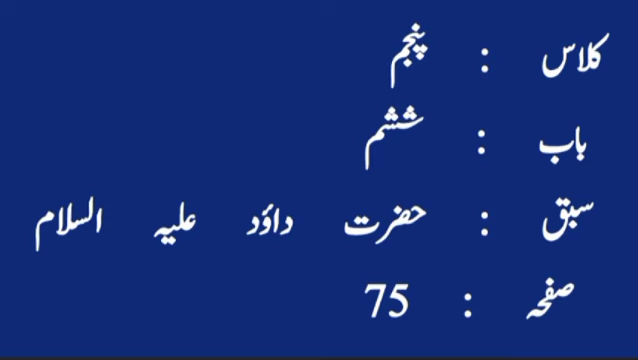 کلاس : پنجم
باب : ششم
سبق : حضرت داؤد علیہ السلام
صفحہ : 75